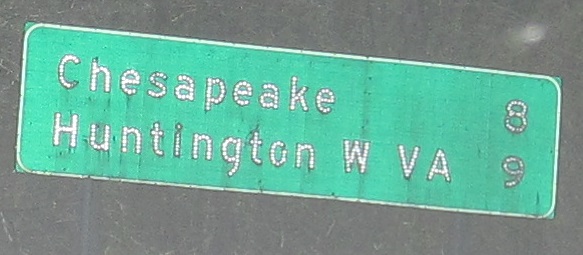 Chesapeake 8
Huntington W VA 9